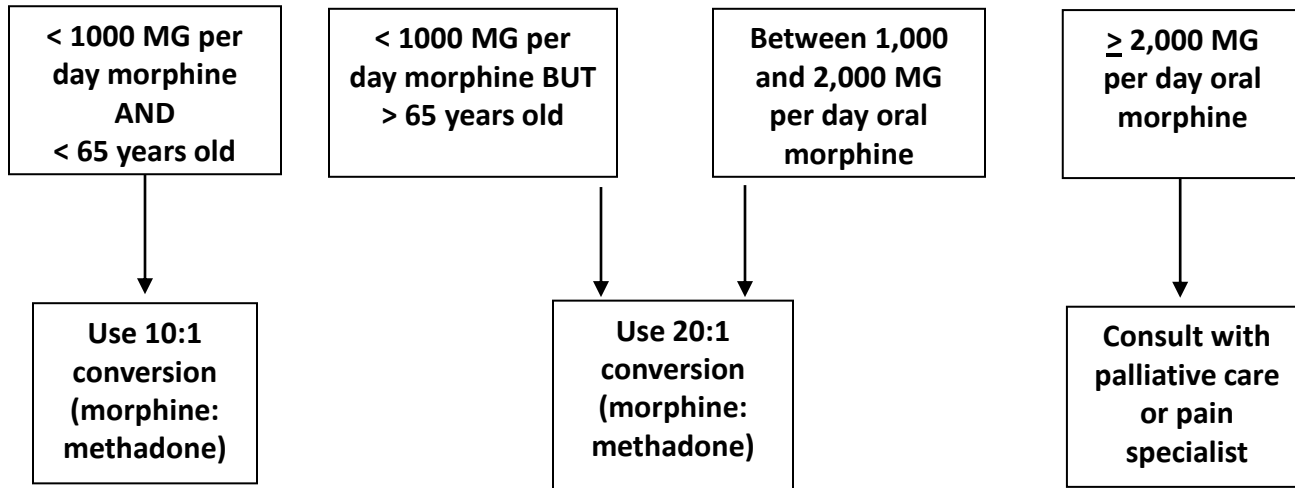 < 1000 MG per
day morphine
AND
< 65 years old
< 1000 MG per
day morphine BUT
> 65 years old
Between 1,000
and 2,000 MG
per day oral
morphine
≥ 2,000 MG
per day oral
morphine
Use 10:1
conversion
(morphine:
methadone)
Use 20:1
conversion
(morphine:
methadone)
Consult with
palliative care
or pain
specialist